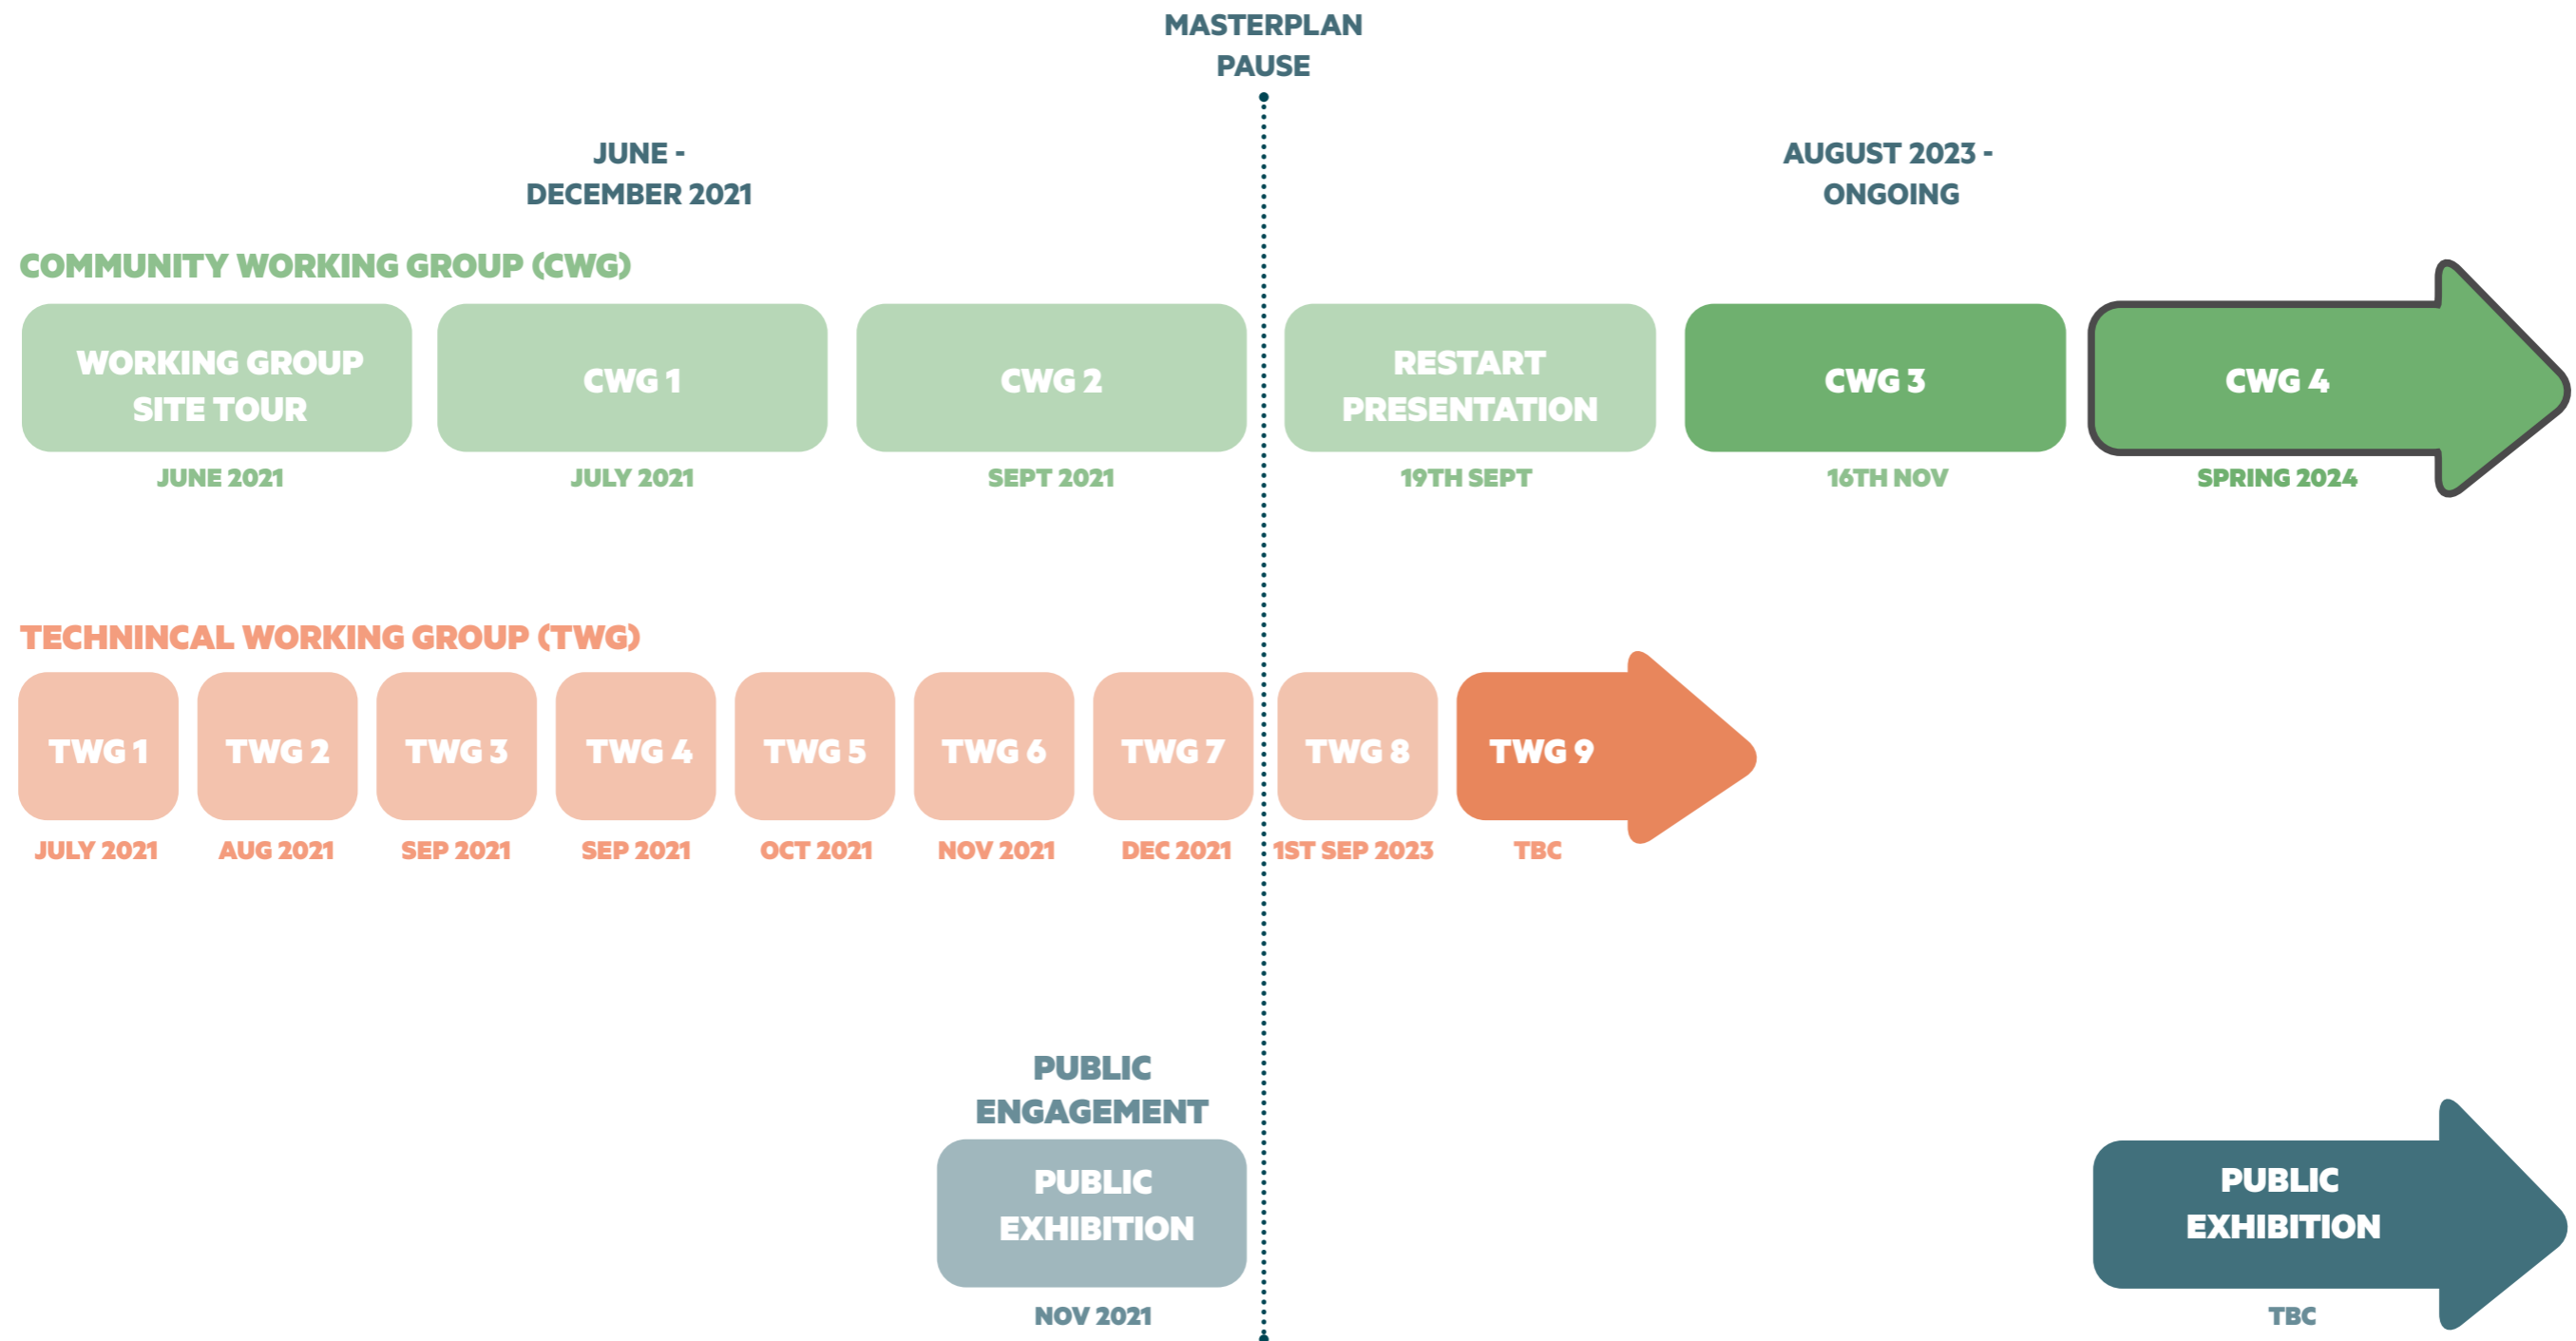 MASTERPLAN
PAUSE
JUNE -
DECEMBER 2021
AUGUST 2023 -
ONGOING
COMMUNITY WORKING GROUP (CWG)
WORKING GROUP
SITE TOUR
CWG 1
CWG 2
RESTART
PRESENTATION
CWG 3
CWG 4
JUNE 2021
JULY 2021
SEPT 2021
19TH SEPT
16TH NOV
SPRING 2024
TECHNINCAL WORKING GROUP (TWG)
TWG 1
TWG 2
TWG 3
TWG 4
TWG 5
TWG 6
TWG 7
TWG 8
TWG 9
JULY 2021
AUG 2021
SEP 2021
SEP 2021
OCT 2021
NOV 2021
DEC 2021
1ST SEP 2023
TBC
PUBLIC
ENGAGEMENT
PUBLIC
EXHIBITION
NOV 2021
PUBLIC
EXHIBITION
TBC